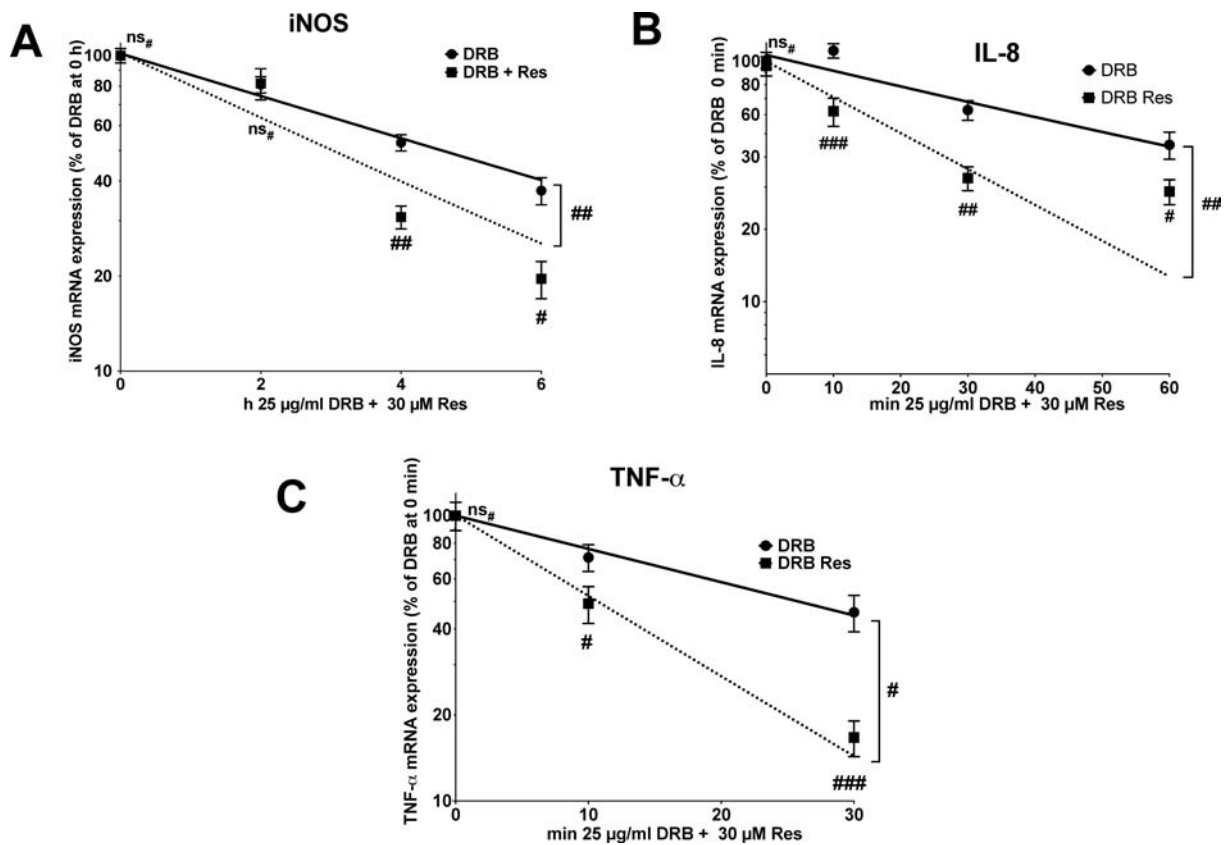 A
iNOS
iNOS mRNA expression (% of DRB at 0 h)
100
80
60
40
20
10
ns#
ns#
DRB
DRB + Res
##
#
##
0 2 4 6
h 25 µg/ml DRB + 30 µM Res
B
IL-8
IL-8 mRNA expression (% of DRB 0 min)
100
80
60
40
30
20
10
ns#
DRB
DRB Res
###
##
#
##
0 10 20 30 40 50 60
min 25 µg/ml DRB + 30 µM Res
C
TNF-α
TNF-α mRNA expression (% of DRB at 0 min)
100
80
60
40
20
10
ns#
DRB
DRB Res
#
###
#
0 10 20 30
min 25 µg/ml DRB + 30 µM Res